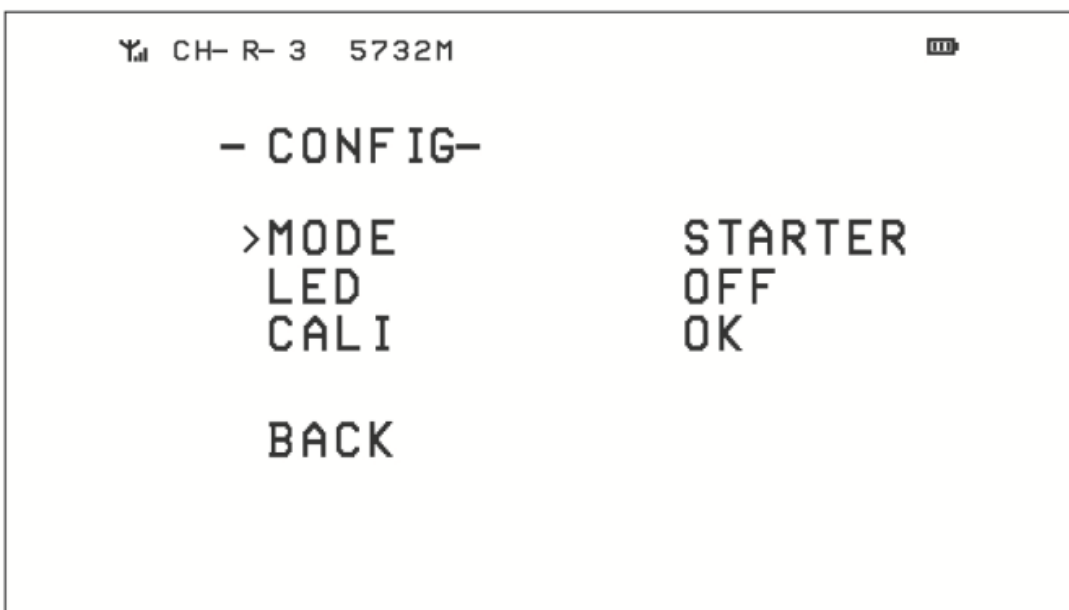 CH- R- 3 5732M
- CONFIG-
>MODE STARTER
LED OFF
CALI OK
BACK